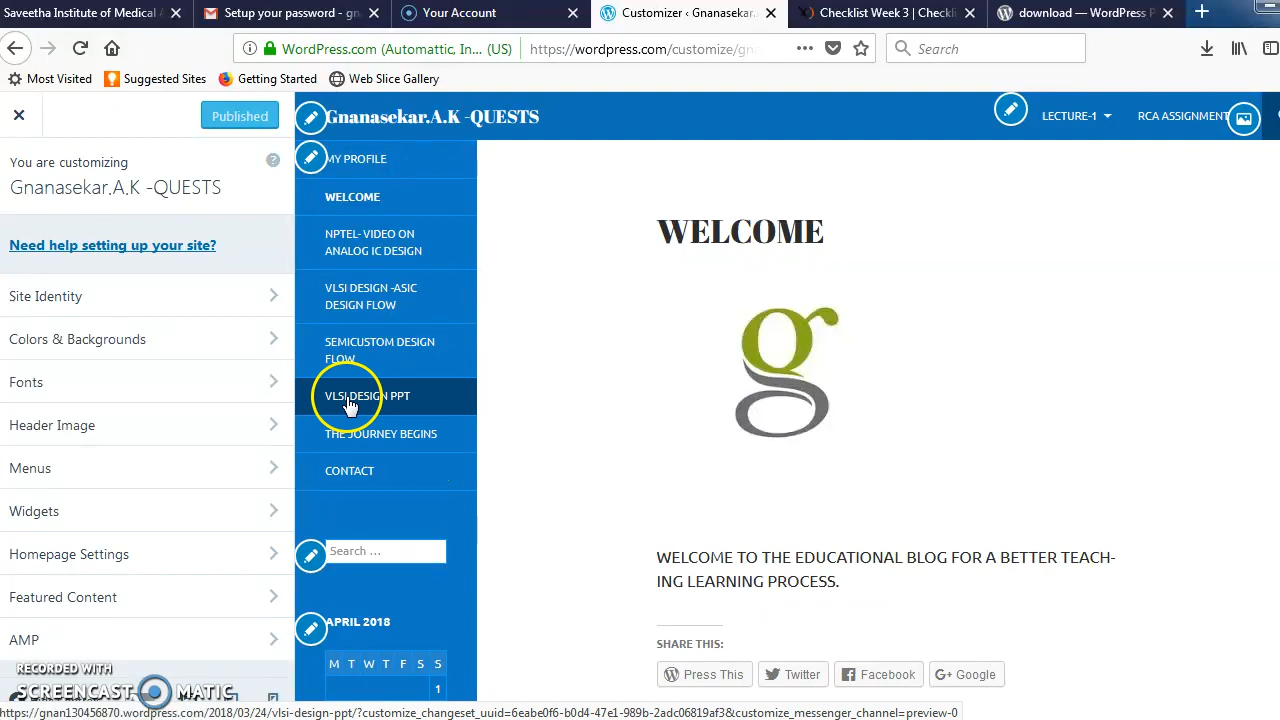 Saveetha Institute of Medical
Setup your password - gn
Your Account
Customizer ‹ Gnanasekar.
Checklist Week 3 | Checkl
download — WordPress P
WordPress.com (Automattic, In... (US)
https://wordpress.com/customize/gn
Search
Most Visited
Suggested Sites
Getting Started
Web Slice Gallery
Published
Gnanasekar.A.K -QUESTS
LECTURE-1
RCA ASSIGNMENT
You are customizing
Gnanasekar.A.K -QUESTS
Need help setting up your site?
Site Identity
Colors & Backgrounds
Fonts
Header Image
Menus
Widgets
Homepage Settings
Featured Content
AMP
RECORDED WITH
SCREENCAST MATIC
MY PROFILE
WELCOME
NPTEL- VIDEO ON
ANALOG IC DESIGN
VLSI DESIGN -ASIC
DESIGN FLOW
SEMICUSTOM DESIGN
FLOW
VLSI DESIGN PPT
THE JOURNEY BEGINS
CONTACT
Search ...
APRIL 2018
M T W T F S S
1
WELCOME
g
WELCOME TO THE EDUCATIONAL BLOG FOR A BETTER TEACH-
ING LEARNING PROCESS.
SHARE THIS:
Press This
Twitter
Facebook
G+ Google
https://gnan130456870.wordpress.com/2018/03/24/vlsi-design-ppt/?customize_changeset_uuid=6eabe0f6-b0d4-47e1-989b-2adc06819af3&customize_messenger_channel=preview-0